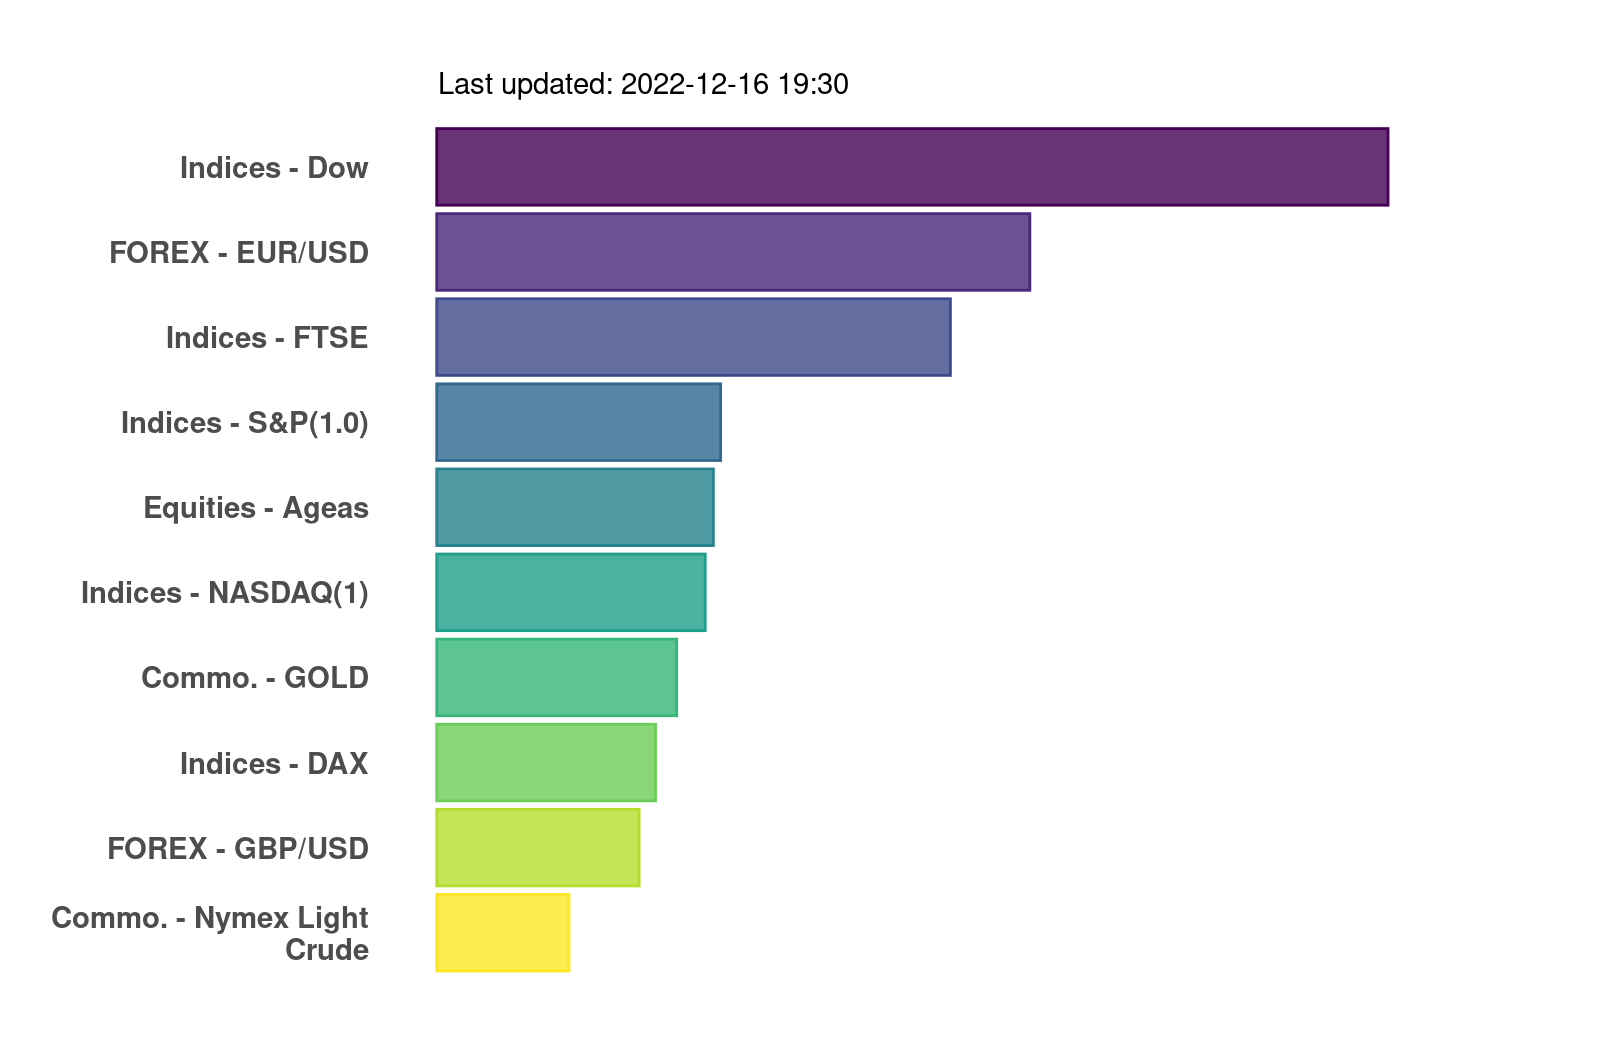 Last updated: 2022-12-16 19:30
Indices - Dow
FOREX - EUR/USD
Indices - FTSE
Indices - S&P(1.0)
Equities - Ageas
Indices - NASDAQ(1)
Commo. - GOLD
Indices - DAX
FOREX - GBP/USD
Commo. - Nymex Light
Crude